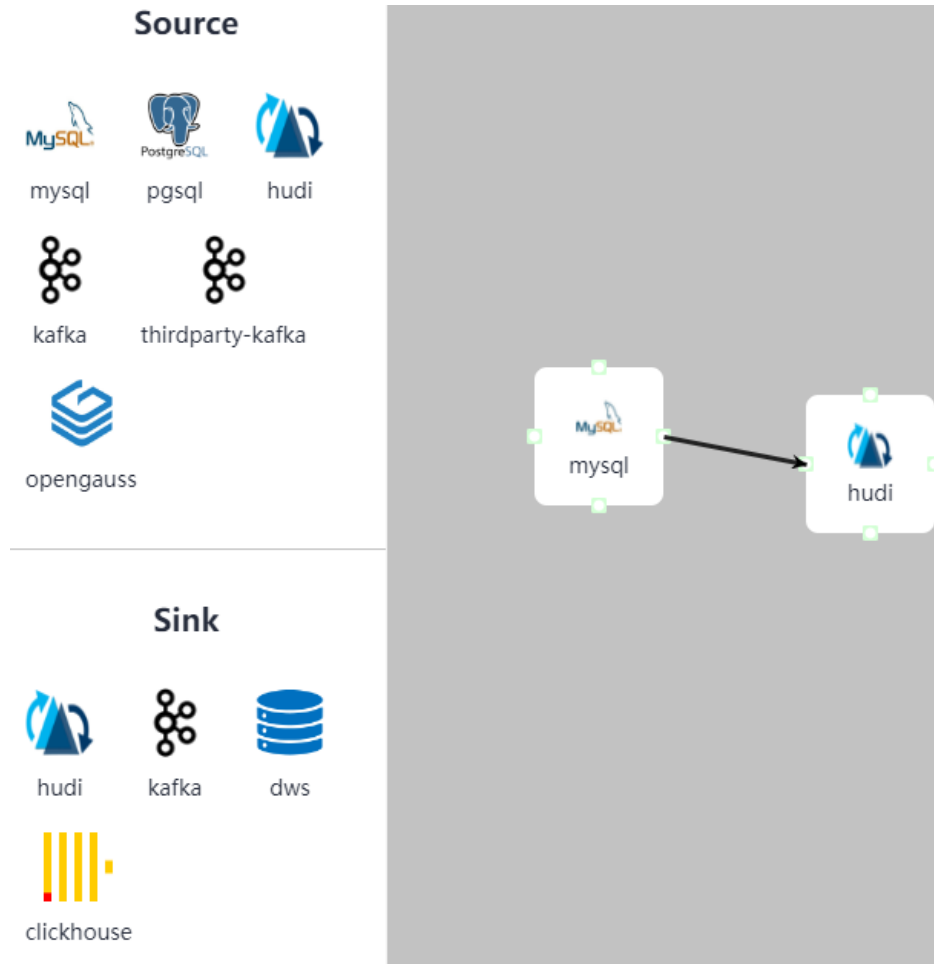 Source
MySQL
PostgreSQL
mysql
pgsql
hudi
kafka
thirdparty-kafka
opengauss
Sink
hudi
kafka
dws
clickhouse
MySQL
mysql
hudi